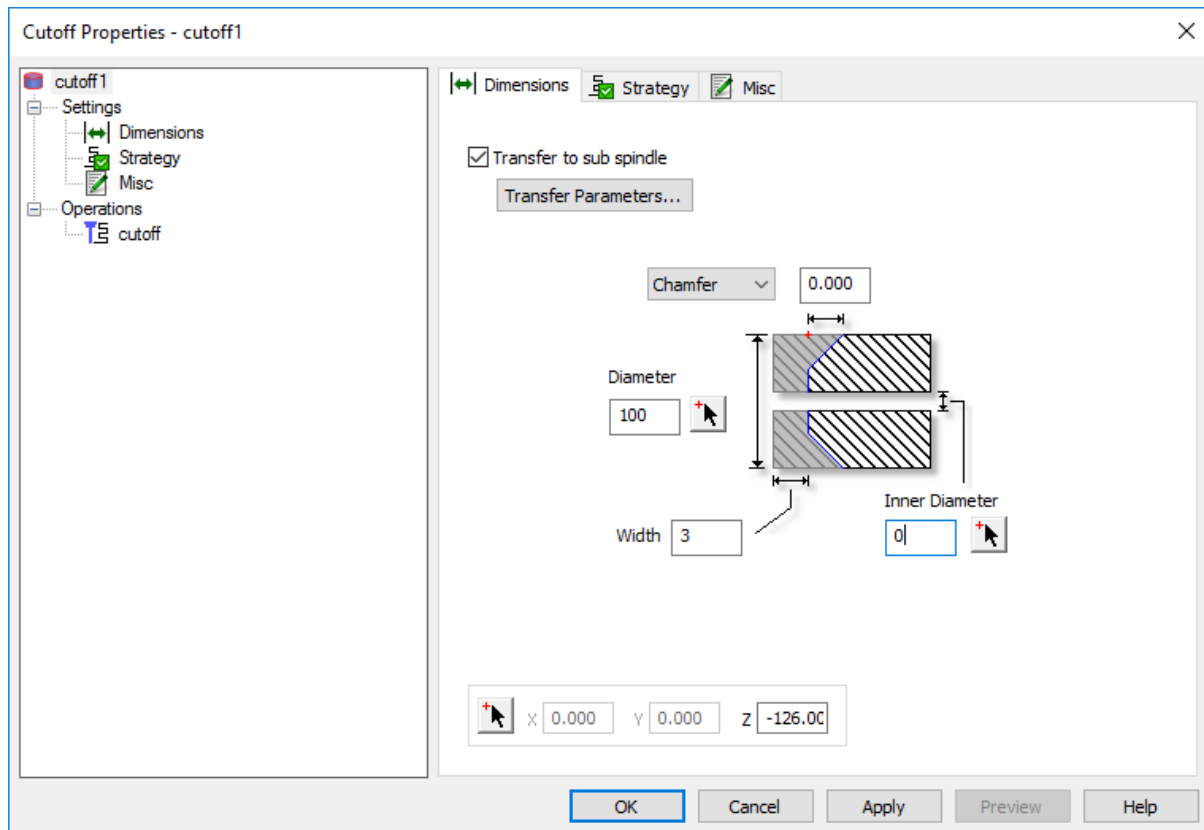 Cutoff Properties - cutoff1
cutoff1
Settings
Dimensions
Strategy
Misc
Operations
cutoff
Dimensions Strategy Misc
Transfer to sub spindle
Transfer Parameters...
Chamfer 0.000
Diameter
100
Inner Diameter
Width 3 0
X 0.000 Y 0.000 Z -126.00
OK Cancel Apply Preview Help